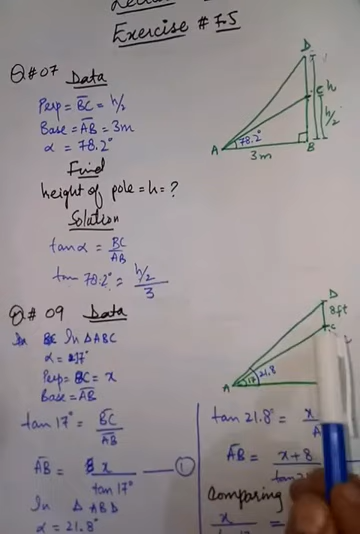 Exercise # 7.5
Q#07 Data
Perp = BC = h/2
Base = AB = 3m
α = 78.2°
Find
height of pole = h = ?
Solution
tanα = BC/AB
tan 78.2° = h/2 / 3
D
C
h
h/2
A
78.2°
3m
B
Q#09 Data
In ΔABC
α = 17°
Perp = BC = x
Base = AB
tan 17° = BC/AB
AB = x/tan 17° — ①
In Δ ABD
α = 21.8°
D
8ft
C
A
17
21.8
tan 21.8° = x
AB = x+8
Comparing
x =